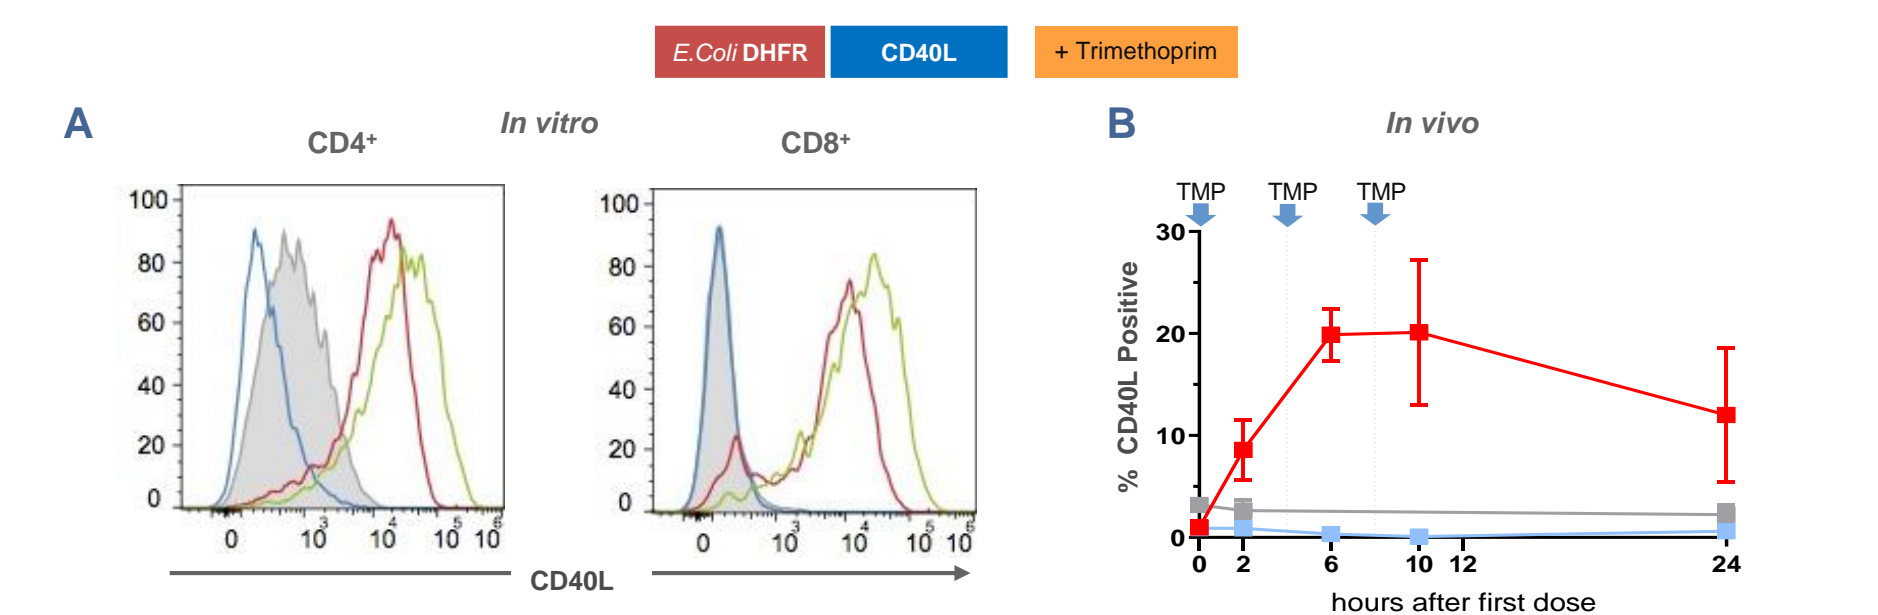 E.Coli DHFR CD40L + Trimethoprim
A
In vitro
CD4+
CD8+
100
80
60
40
20
0
0 10^3 10^4 10^5 10^6
100
80
60
40
20
0
0 10^3 10^4 10^5 10^6
CD40L
B
In vivo
TMP TMP TMP
% CD40L Positive
30
20
10
0
0 2 6 10 12 24
hours after first dose